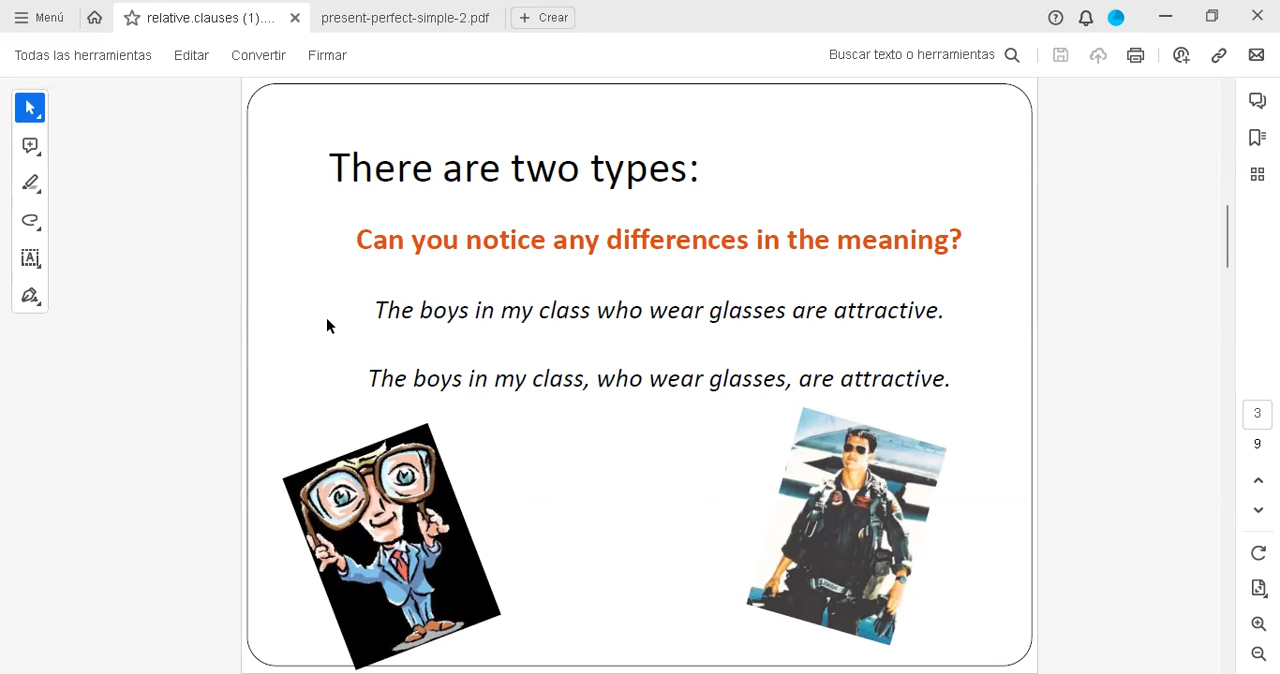 Menú
relative.clauses (1)....
present-perfect-simple-2.pdf
+ Crear
Todas las herramientas
Editar
Convertir
Firmar
Buscar texto o herramientas
There are two types:
Can you notice any differences in the meaning?
The boys in my class who wear glasses are attractive.
The boys in my class, who wear glasses, are attractive.
3
9